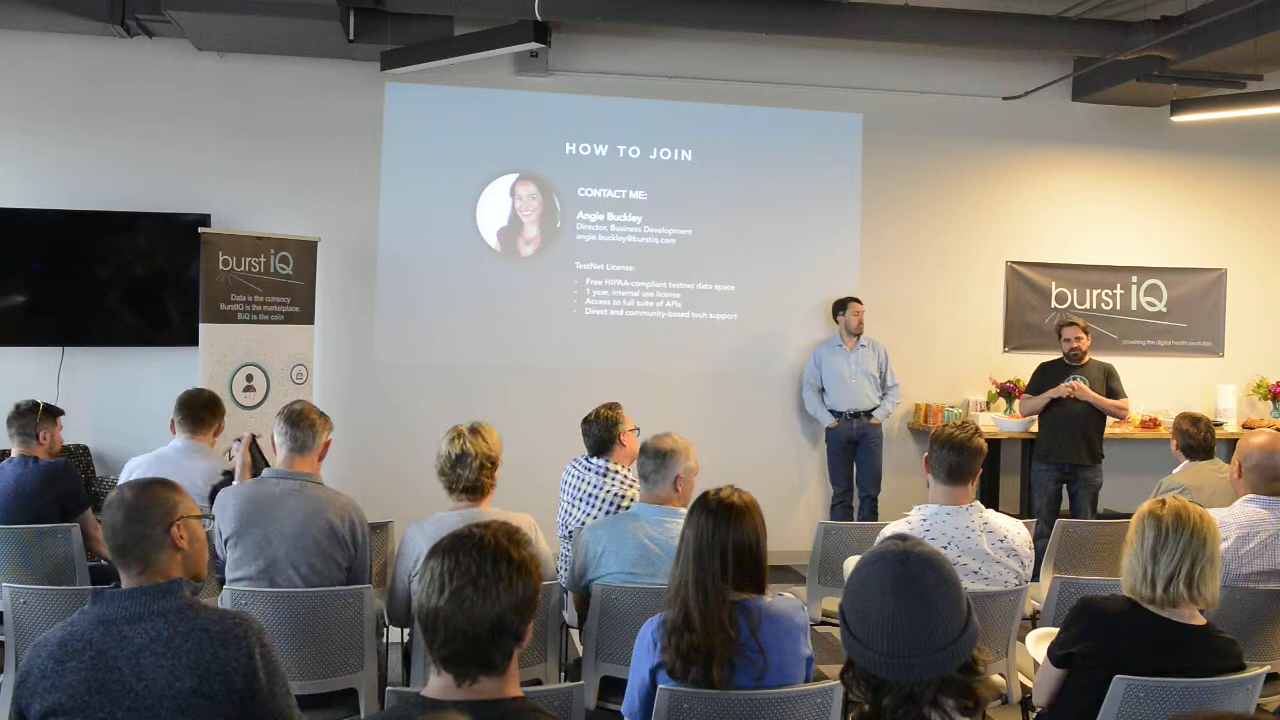 HOW TO JOIN
CONTACT ME:
Angie Buckley
Director, Business Development
angie.buckley@burstiq.com
TestNet License:
- Free HIPAA-compliant testnet data space
- 1 year, internal use license
- Access to full suite of APIs
- Direct and community-based tech support
burst iQ
Data is the currency
BurstIQ is the marketplace.
BiQ is the coin
burst iQ
powering the digital health revolution